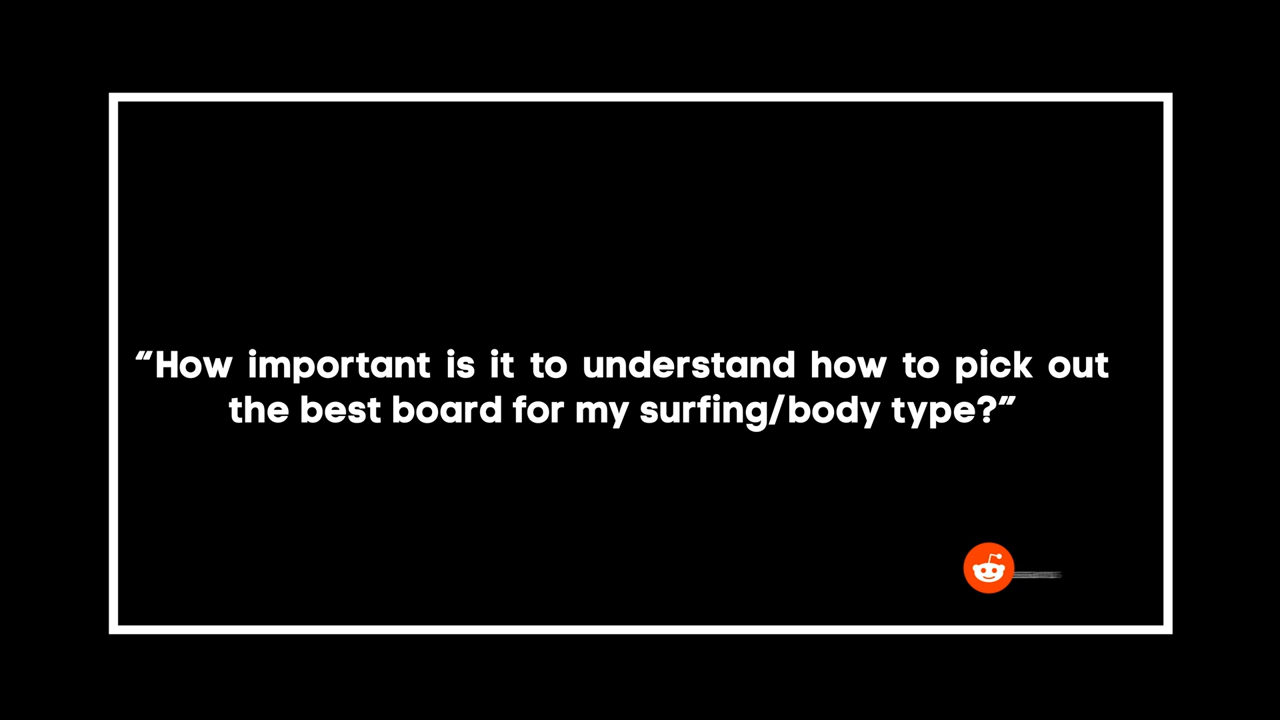 “How important is it to understand how to pick out
the best board for my surfing/body type?”